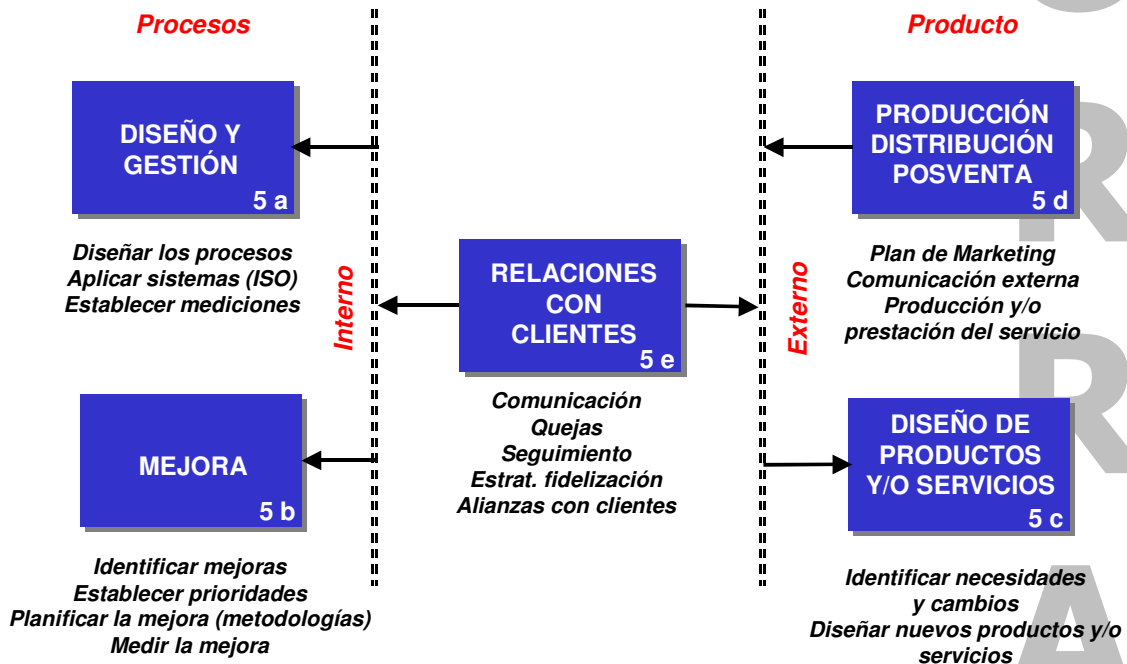 Procesos
Producto
DISEÑO Y
GESTIÓN
5 a
Diseñar los procesos
Aplicar sistemas (ISO)
Establecer mediciones
Interno
MEJORA
5 b
Identificar mejoras
Establecer prioridades
Planificar la mejora (metodologías)
Medir la mejora
RELACIONES
CON
CLIENTES
5 e
Comunicación
Quejas
Seguimiento
Estrat. fidelización
Alianzas con clientes
Externo
PRODUCCIÓN
DISTRIBUCIÓN
POSVENTA
5 d
Plan de Marketing
Comunicación externa
Producción y/o
prestación del servicio
DISEÑO DE
PRODUCTOS
Y/O SERVICIOS
5 c
Identificar necesidades
y cambios
Diseñar nuevos productos y/o
servicios
R
R
A